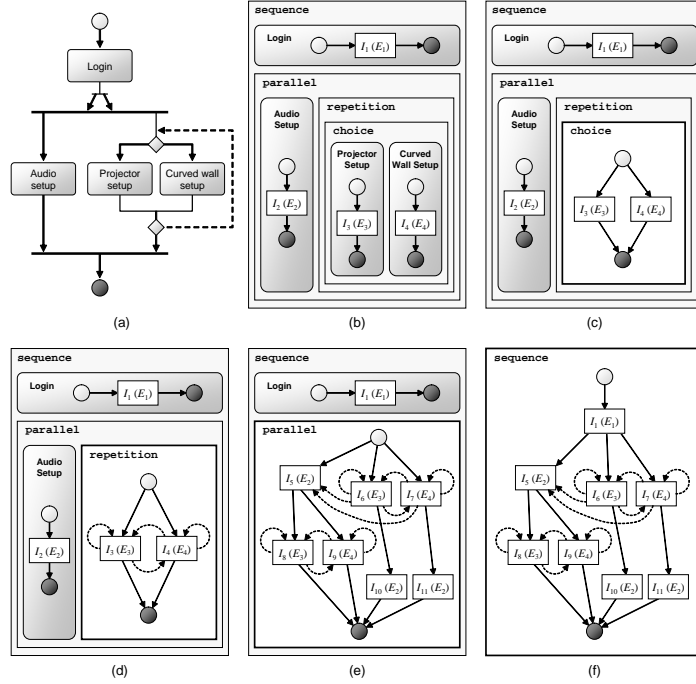 Login
Audio
setup
Projector
setup
Curved wall
setup
(a)
sequence
Login
I1 (E1)
parallel
Audio
Setup
I2 (E2)
repetition
choice
Projector
Setup
I3 (E3)
Curved
Wall Setup
I4 (E4)
(b)
sequence
Login
I1 (E1)
parallel
Audio
Setup
I2 (E2)
repetition
choice
I3 (E3)
I4 (E4)
(c)
sequence
Login
I1 (E1)
parallel
Audio
Setup
I2 (E2)
repetition
I3 (E3)
I4 (E4)
(d)
sequence
Login
I1 (E1)
parallel
I5 (E2)
I6 (E3)
I7 (E4)
I8 (E3)
I9 (E4)
I10 (E2)
I11 (E2)
(e)
sequence
I1 (E1)
I5 (E2)
I6 (E3)
I7 (E4)
I8 (E3)
I9 (E4)
I10 (E2)
I11 (E2)
(f)